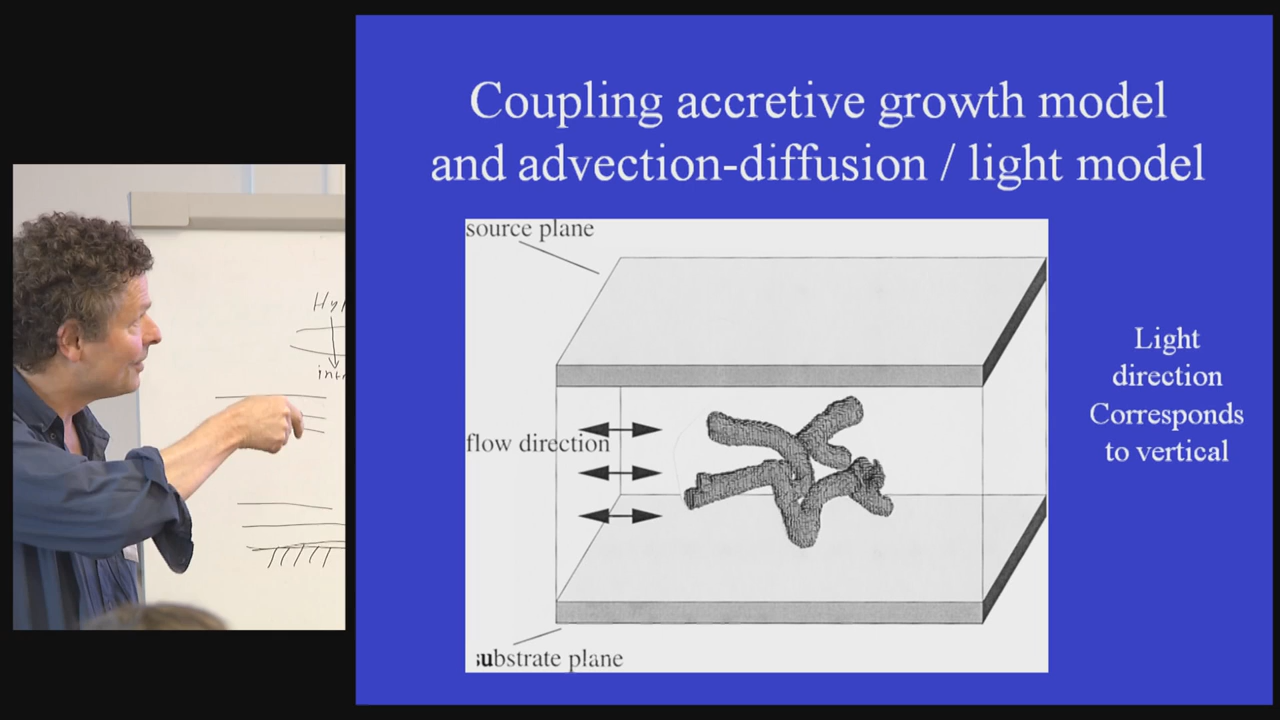 Coupling accretive growth model
and advection-diffusion / light model
source plane
flow direction
substrate plane
Light
direction
Corresponds
to vertical